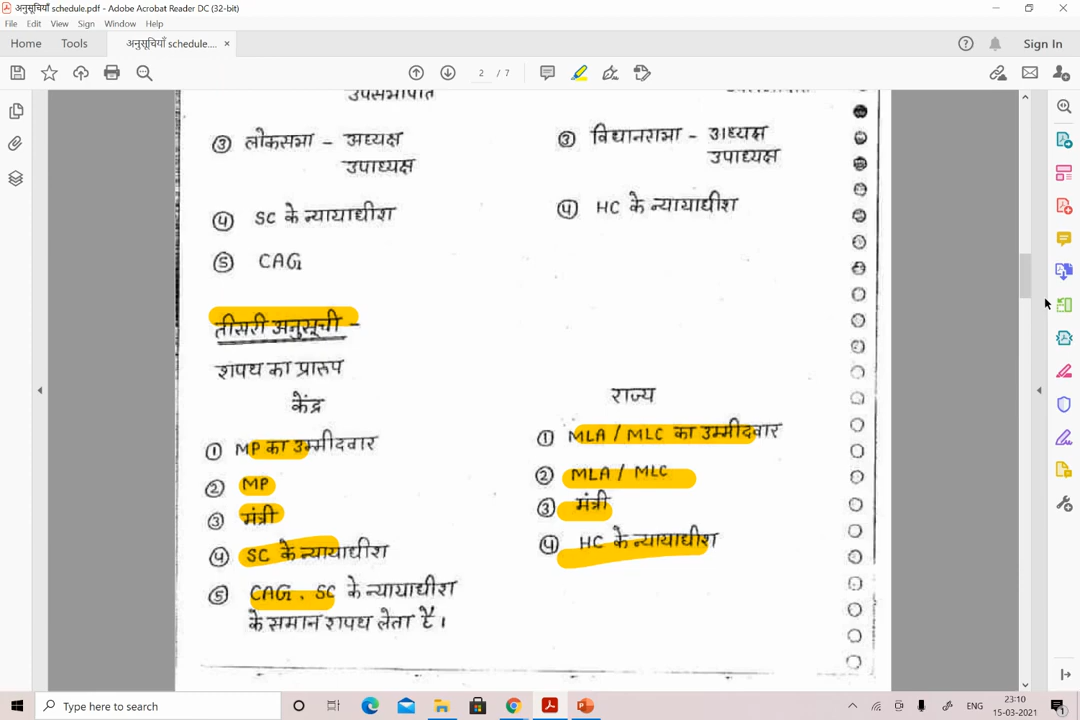 अनुसूचियाँ schedule.pdf - Adobe Acrobat Reader DC (32-bit)
File Edit View Sign Window Help
Home Tools अनुसूचियाँ schedule.... × Sign In
2 / 7
उपसभापति
③ लोकसभा - अध्यक्ष
उपाध्यक्ष
④ SC के न्यायाधीश
⑤ CAG
③ विधानसभा - अध्यक्ष
उपाध्यक्ष
④ HC के न्यायाधीश
तीसरी अनुसूची -
शपथ का प्रारूप
केंद्र
① MP का उम्मीदवार
② MP
③ मंत्री
④ SC के न्यायाधीश
⑤ CAG, SC के न्यायाधीश
के समान शपथ लेता है।
राज्य
① MLA / MLC का उम्मीदवार
② MLA / MLC
③ मंत्री
④ HC के न्यायाधीश
Type here to search
ENG
23:10
15-03-2021
1